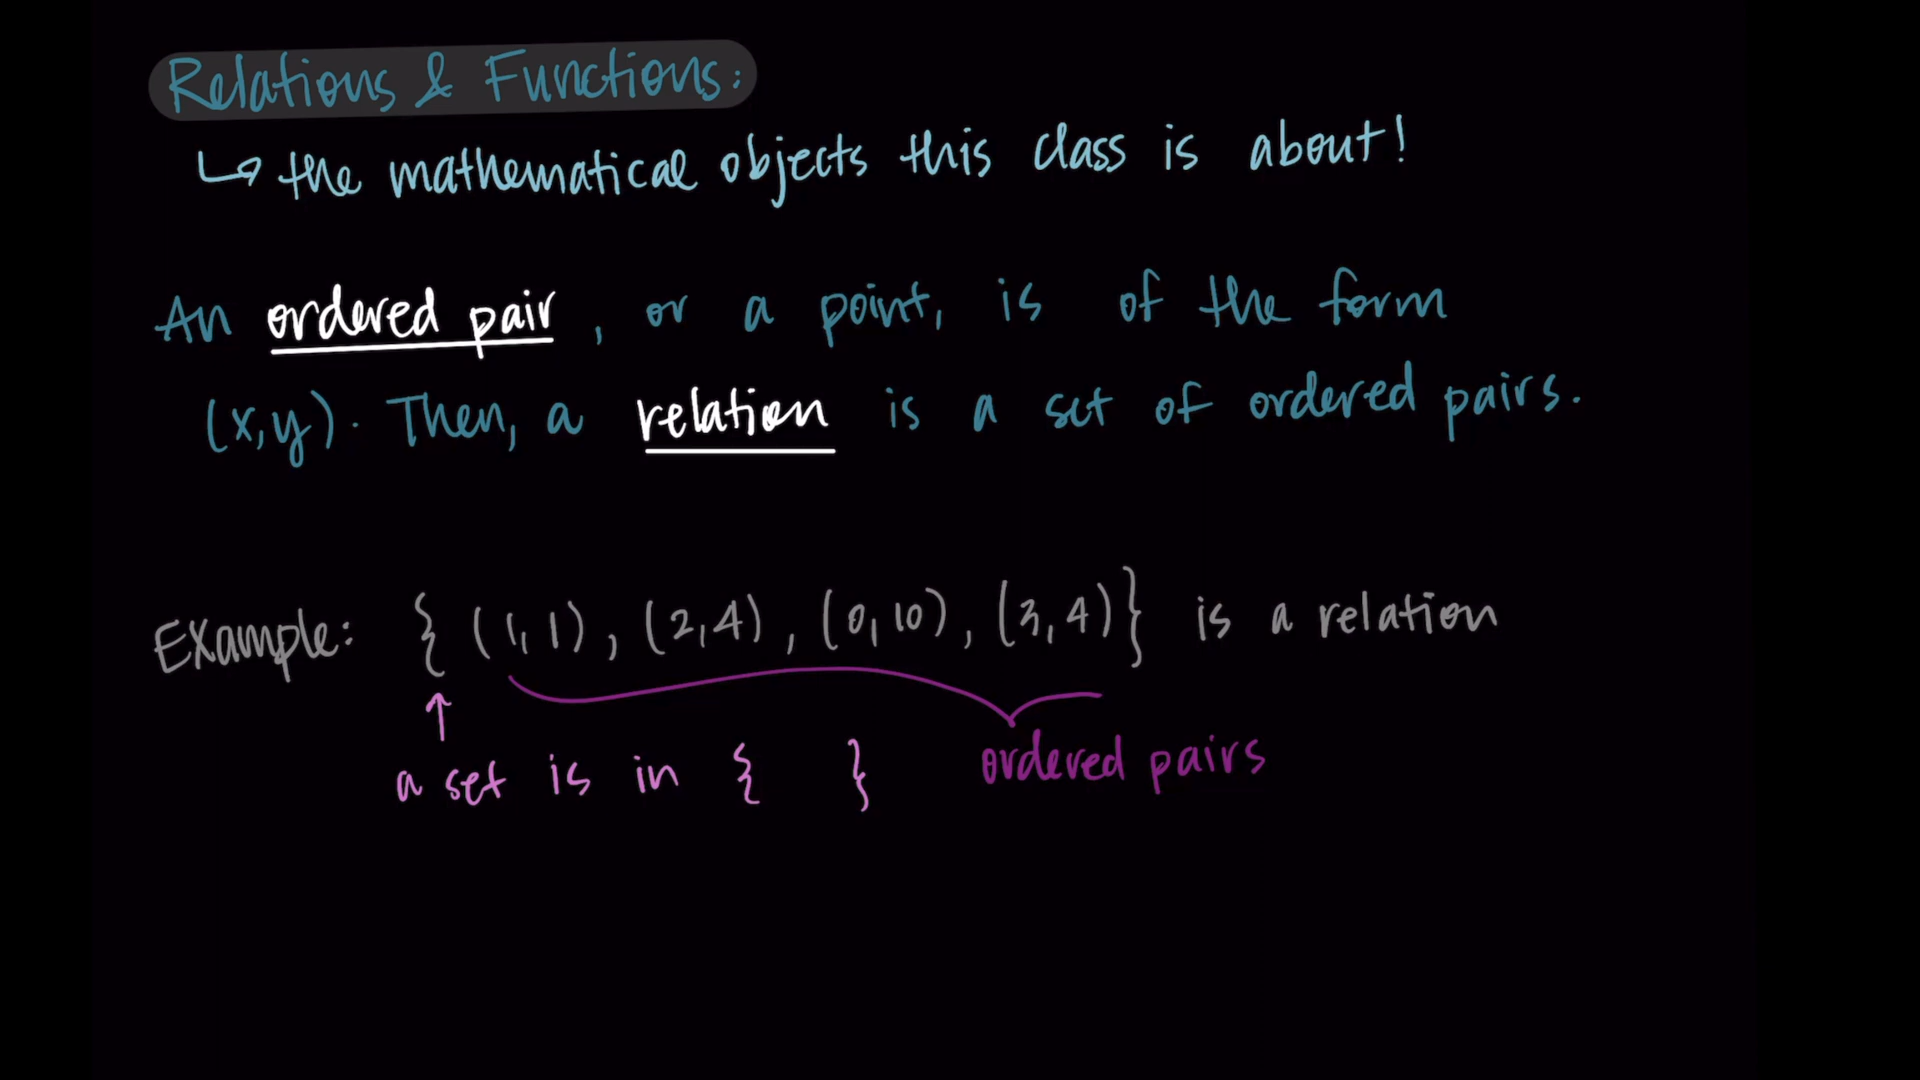 Relations & Functions:
↳ the mathematical objects this class is about!
An ordered pair, or a point, is of the form
(x,y). Then, a relation is a set of ordered pairs.
Example: { (1,1), (2,4), (0,10), (3,4)} is a relation
↑
a set is in { }
ordered pairs